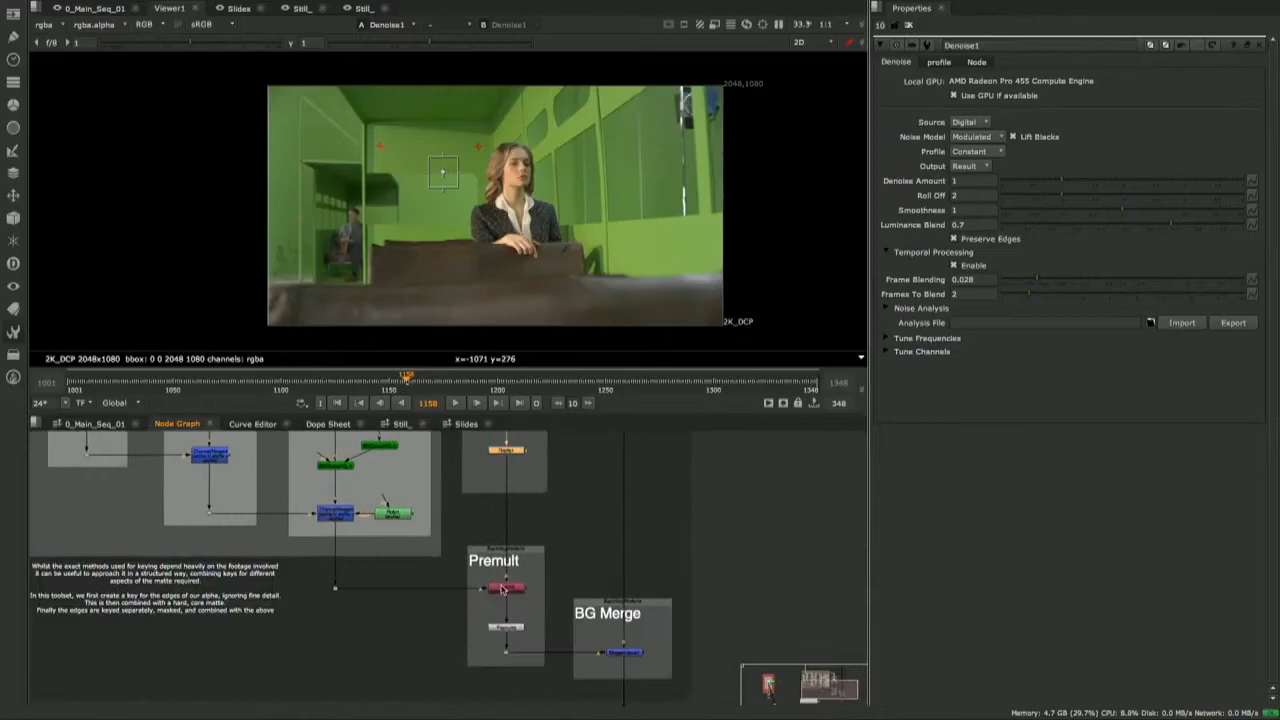 0_Main_Seq_01
Viewer1
Slides
Still_
Still_
Properties
rgba
rgba.alpha
RGB
sRGB
A Denoise1
-
B Denoise1
33.3
1:1
10
f/8
1
y 1
2D
Denoise1
Denoise
profile
Node
Local GPU: AMD Radeon Pro 455 Compute Engine
Use GPU if available
Source Digital
Noise Model Modulated
Lift Blacks
Profile Constant
Output Result
Denoise Amount 1
Roll Off 2
Smoothness 1
Luminance Blend 0.7
Preserve Edges
Temporal Processing
Enable
Frame Blending 0.028
Frames To Blend 2
Noise Analysis
Analysis File
Import
Export
Tune Frequencies
Tune Channels
2048,1080
2K_DCP
2K_DCP 2048x1080 bbox: 0 0 2048 1080 channels: rgba
x=-1071 y=276
1158
1001
1348
1001
1050
1100
1150
1200
1250
1300
1348
24*
TF
Global
1158
10
348
0_Main_Seq_01
Node Graph
Curve Editor
Dope Sheet
Still_
Slides
Premult
BG Merge
Whilst the exact methods used for keying depend heavily on the footage involved
it can be useful to approach it in a structured way, combining keys for different
aspects of the matte required.
In this toolset, we first create a key for the edges of our alpha, ignoring fine detail.
This is then combined with a hard, core matte
Finally the edges are keyed separately, masked, and combined with the above
Memory: 4.7 GB (29.7%) CPU: 8.8% Disk: 0.0 MB/s Network: 0.0 MB/s